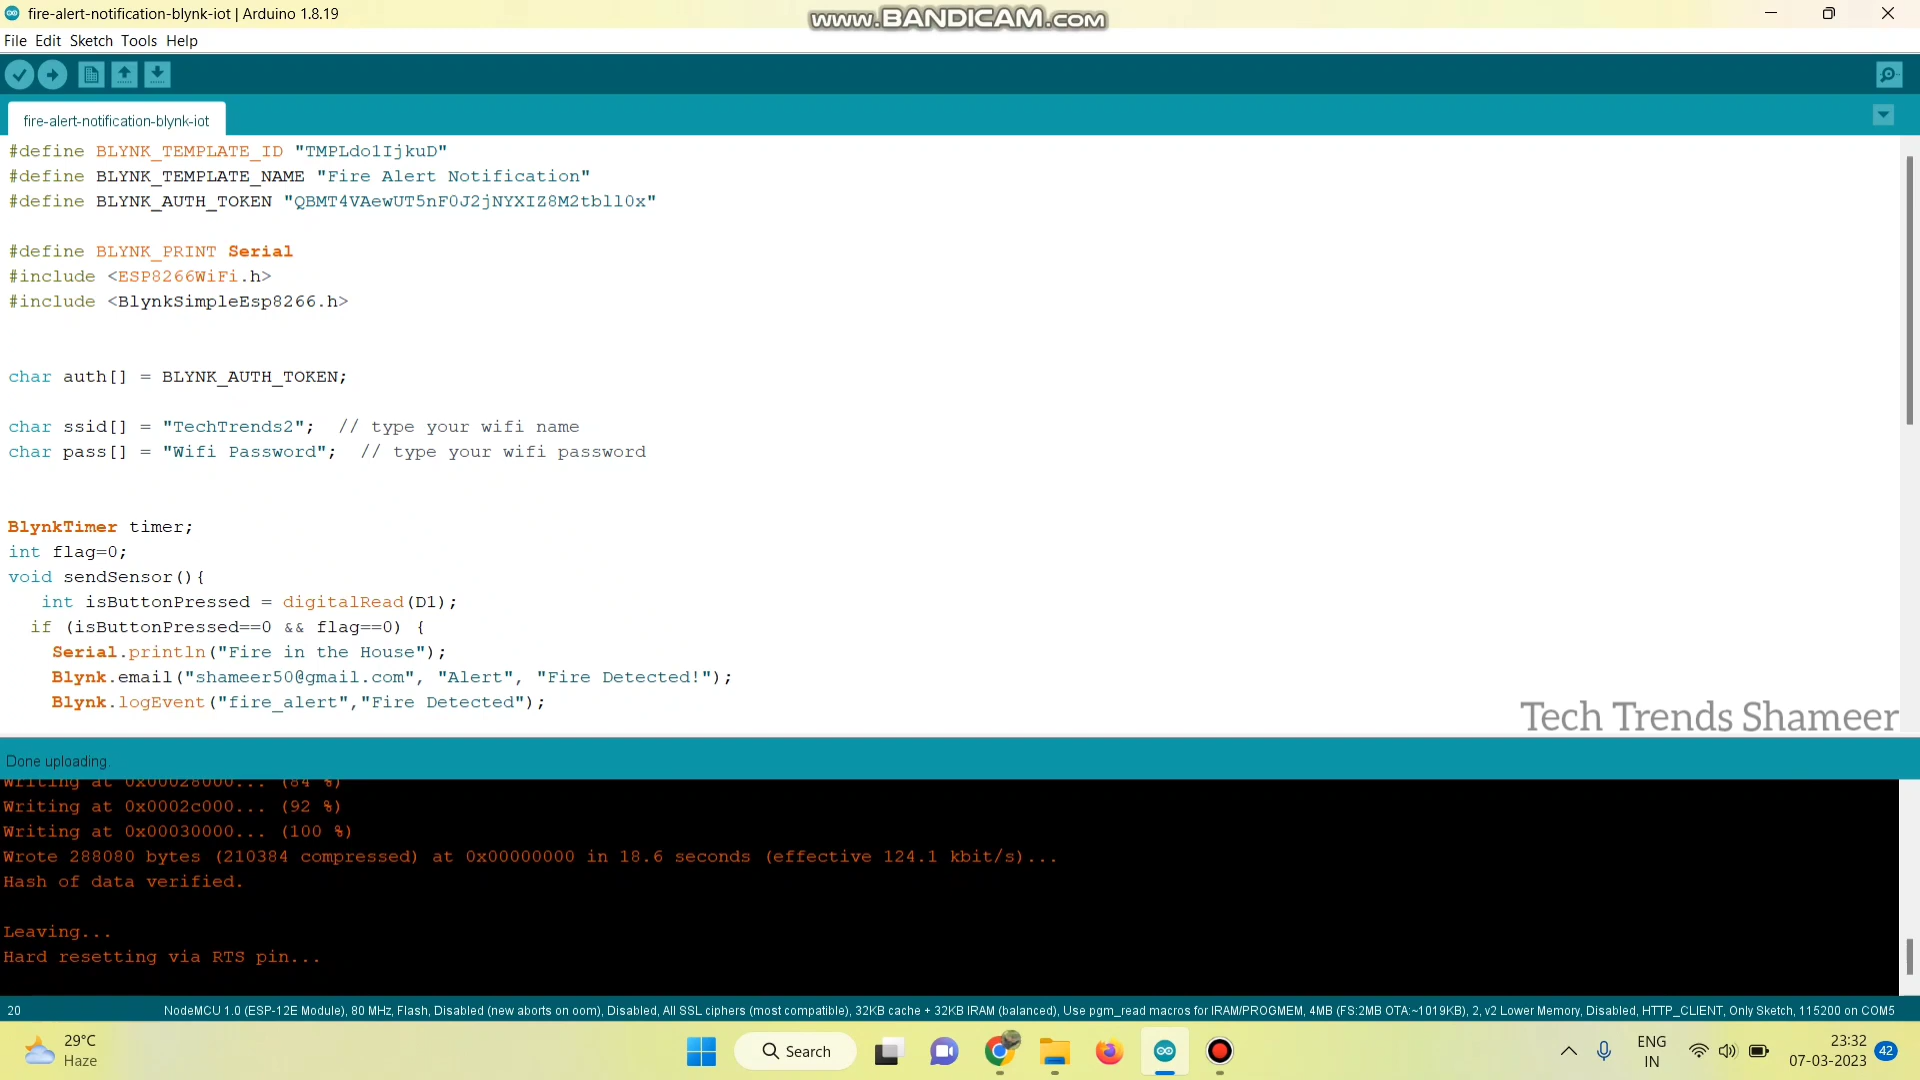 fire-alert-notification-blynk-iot | Arduino 1.8.19
www.BANDICAM.com
File Edit Sketch Tools Help
fire-alert-notification-blynk-iot
#define BLYNK_TEMPLATE_ID "TMPLdo1IjkuD"
#define BLYNK_TEMPLATE_NAME "Fire Alert Notification"
#define BLYNK_AUTH_TOKEN "QBMT4VAewUT5nF0J2jNYXIZ8M2tbll0x"
#define BLYNK_PRINT Serial
#include <ESP8266WiFi.h>
#include <BlynkSimpleEsp8266.h>
char auth[] = BLYNK_AUTH_TOKEN;
char ssid[] = "TechTrends2";  // type your wifi name
char pass[] = "Wifi Password";  // type your wifi password
BlynkTimer timer;
int flag=0;
void sendSensor(){
int isButtonPressed = digitalRead(D1);
if (isButtonPressed==0 && flag==0) {
Serial.println("Fire in the House");
Blynk.email("shameer50@gmail.com", "Alert", "Fire Detected!");
Blynk.logEvent("fire_alert","Fire Detected");
Tech Trends Shameer
Done uploading.
Writing at 0x00028000... (84 %)
Writing at 0x0002c000... (92 %)
Writing at 0x00030000... (100 %)
Wrote 288080 bytes (210384 compressed) at 0x00000000 in 18.6 seconds (effective 124.1 kbit/s)...
Hash of data verified.
Leaving...
Hard resetting via RTS pin...
20
NodeMCU 1.0 (ESP-12E Module), 80 MHz, Flash, Disabled (new aborts on oom), Disabled, All SSL ciphers (most compatible), 32KB cache + 32KB IRAM (balanced), Use pgm_read macros for IRAM/PROGMEM, 4MB (FS:2MB OTA:~1019KB), 2, v2 Lower Memory, Disabled, HTTP_CLIENT, Only Sketch, 115200 on COM5
29°C
Haze
Search
ENG
IN
23:32
07-03-2023
42